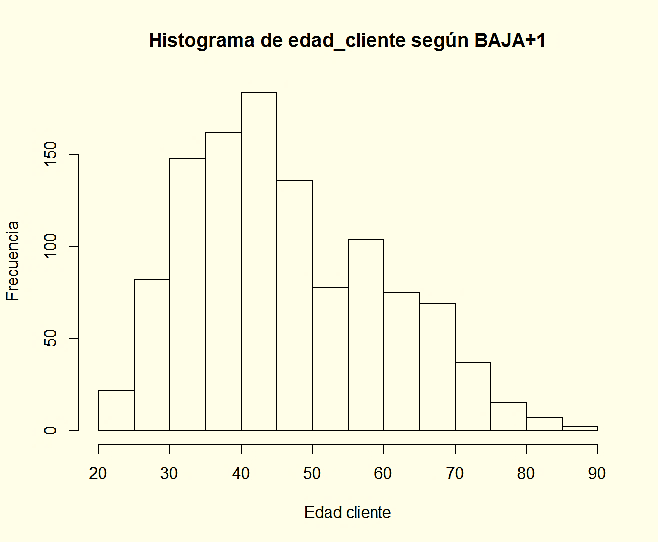 Histograma de edad_cliente según BAJA+1
Frecuencia
150
100
50
0
20 30 40 50 60 70 80 90
Edad cliente